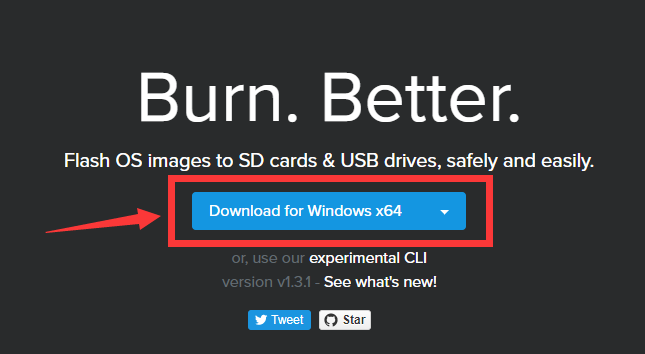 Burn. Better.
Flash OS images to SD cards & USB drives, safely and easily.
Download for Windows x64
or, use our experimental CLI
version v1.3.1 - See what's new!
Tweet Star